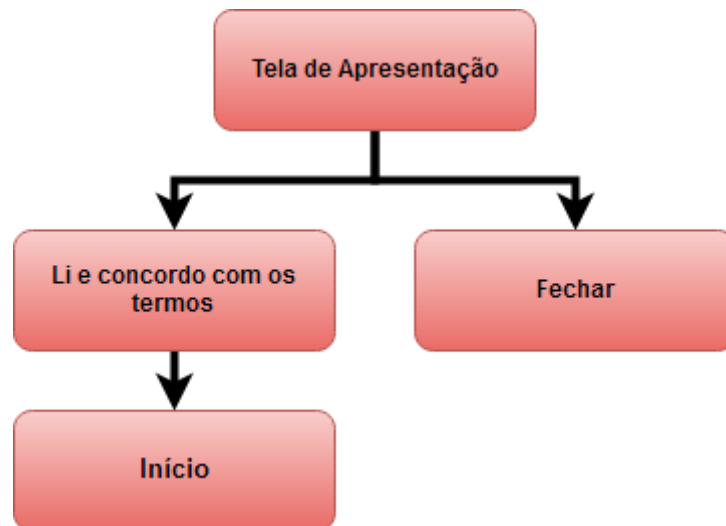 Tela de Apresentação
Li e concordo com os
termos
Fechar
Início